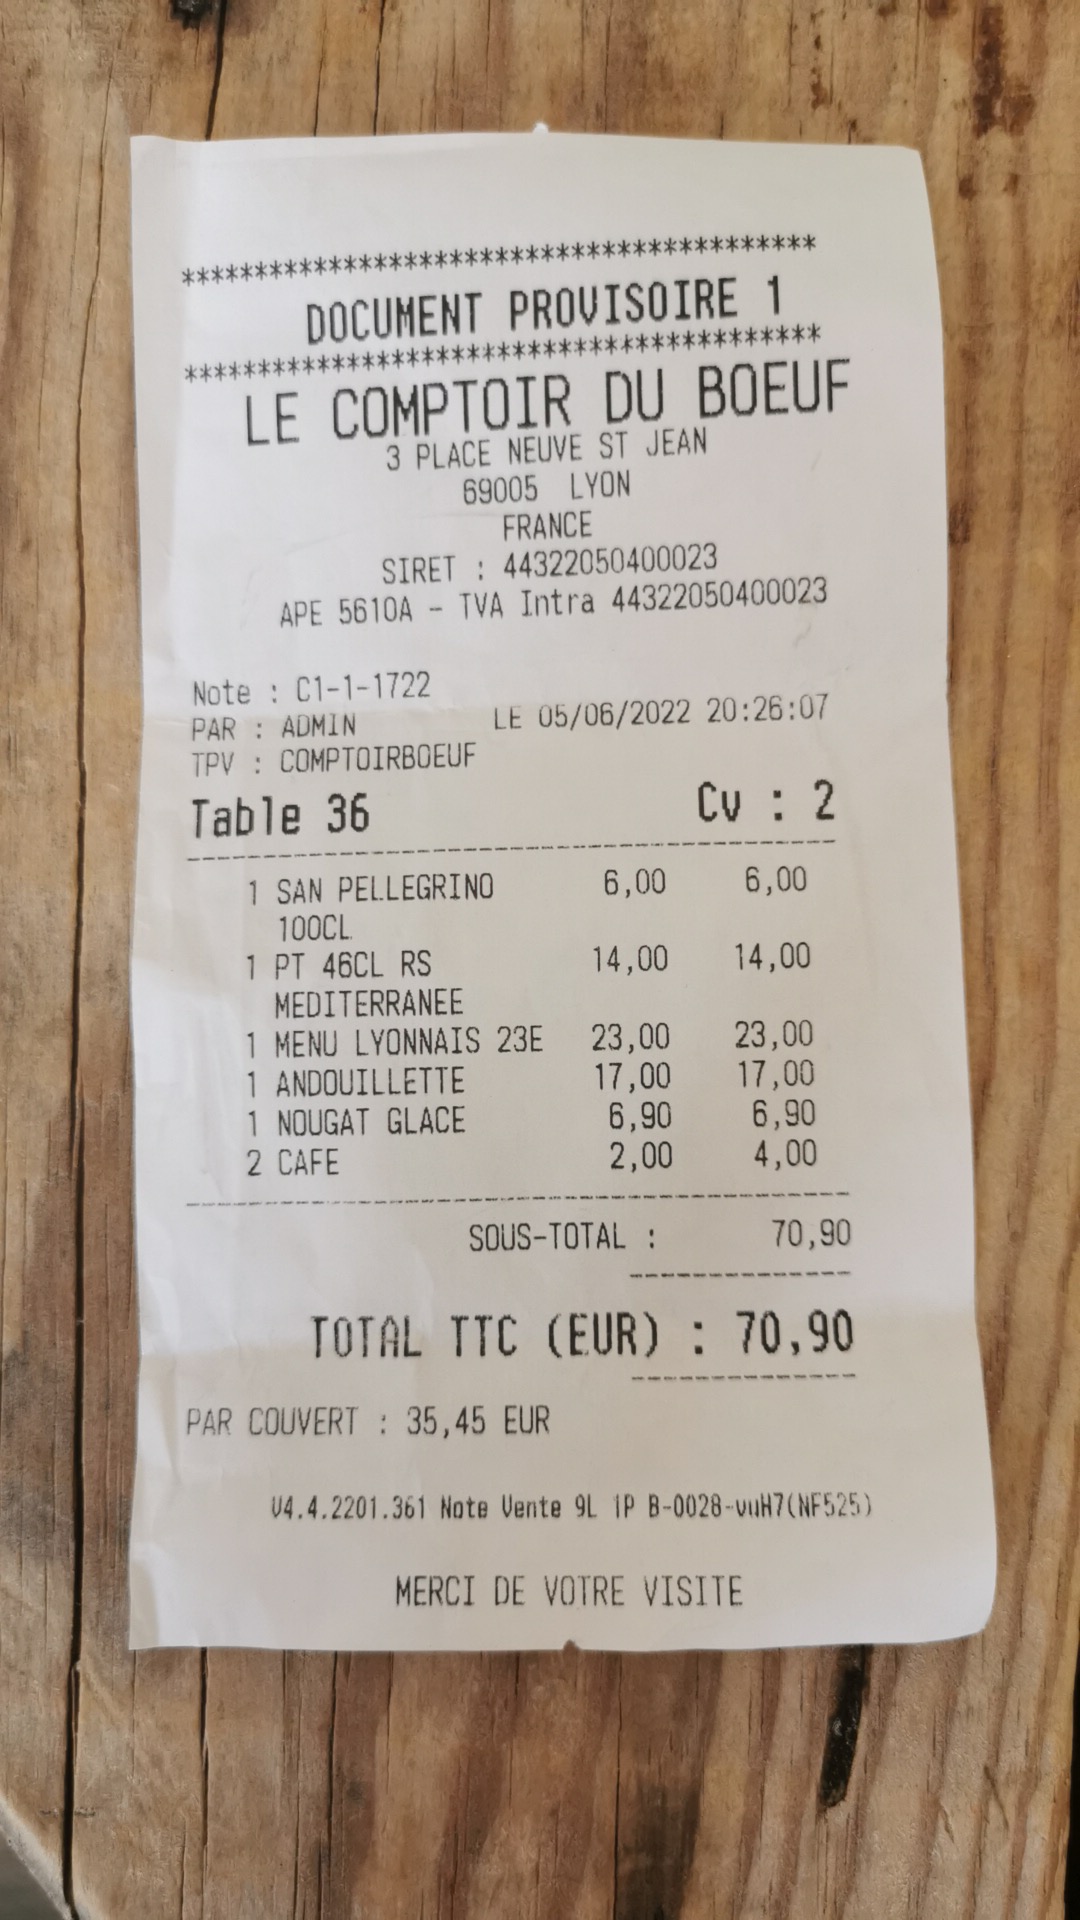 ********************************************
DOCUMENT PROVISOIRE 1
********************************************
LE COMPTOIR DU BOEUF
3 PLACE NEUVE ST JEAN
69005 LYON
FRANCE
SIRET : 44322050400023
APE 5610A - TVA Intra 44322050400023
Note : C1-1-1722
PAR : ADMIN LE 05/06/2022 20:26:07
TPV : COMPTOIRBOEUF
Table 36 Cv : 2
1 SAN PELLEGRINO 6,00 6,00
100CL
1 PT 46CL RS 14,00 14,00
MEDITERRANEE
1 MENU LYONNAIS 23E 23,00 23,00
1 ANDOUILLETTE 17,00 17,00
1 NOUGAT GLACE 6,90 6,90
2 CAFE 2,00 4,00
SOUS-TOTAL : 70,90
TOTAL TTC (EUR) : 70,90
PAR COUVERT : 35,45 EUR
V4.4.2201.361 Note Vente 9L 1P B-0028-vuH7(NF525)
MERCI DE VOTRE VISITE